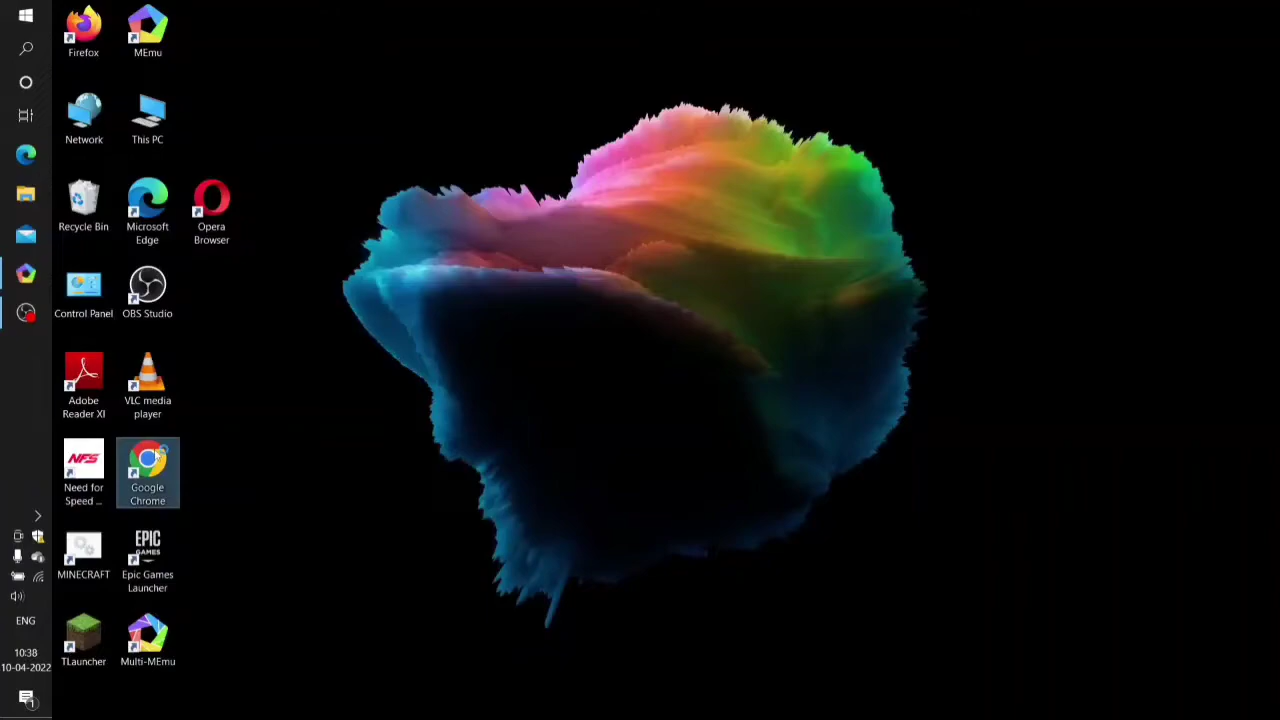 Firefox
MEmu
Network
This PC
Recycle Bin
Microsoft
Edge
Opera
Browser
Control Panel
OBS Studio
Adobe
Reader XI
VLC media
player
NFS
Need for
Speed ...
Google
Chrome
MINECRAFT
EPIC
GAMES
Epic Games
Launcher
TLauncher
Multi-MEmu
ENG
10:38
10-04-2022
1